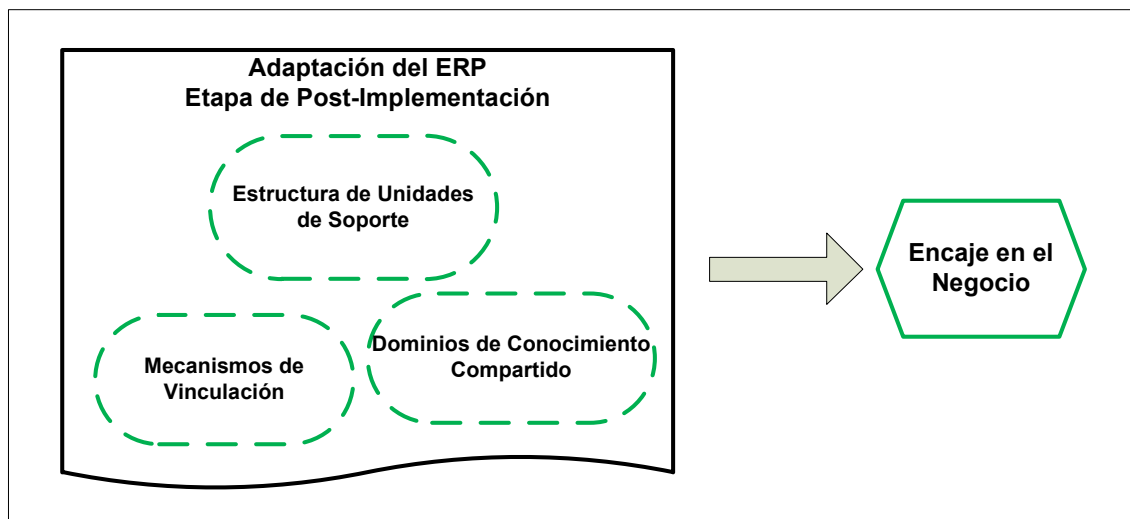 Adaptación del ERP
Etapa de Post-Implementación
Estructura de Unidades
de Soporte
Mecanismos de
Vinculación
Dominios de Conocimiento
Compartido
Encaje en el
Negocio